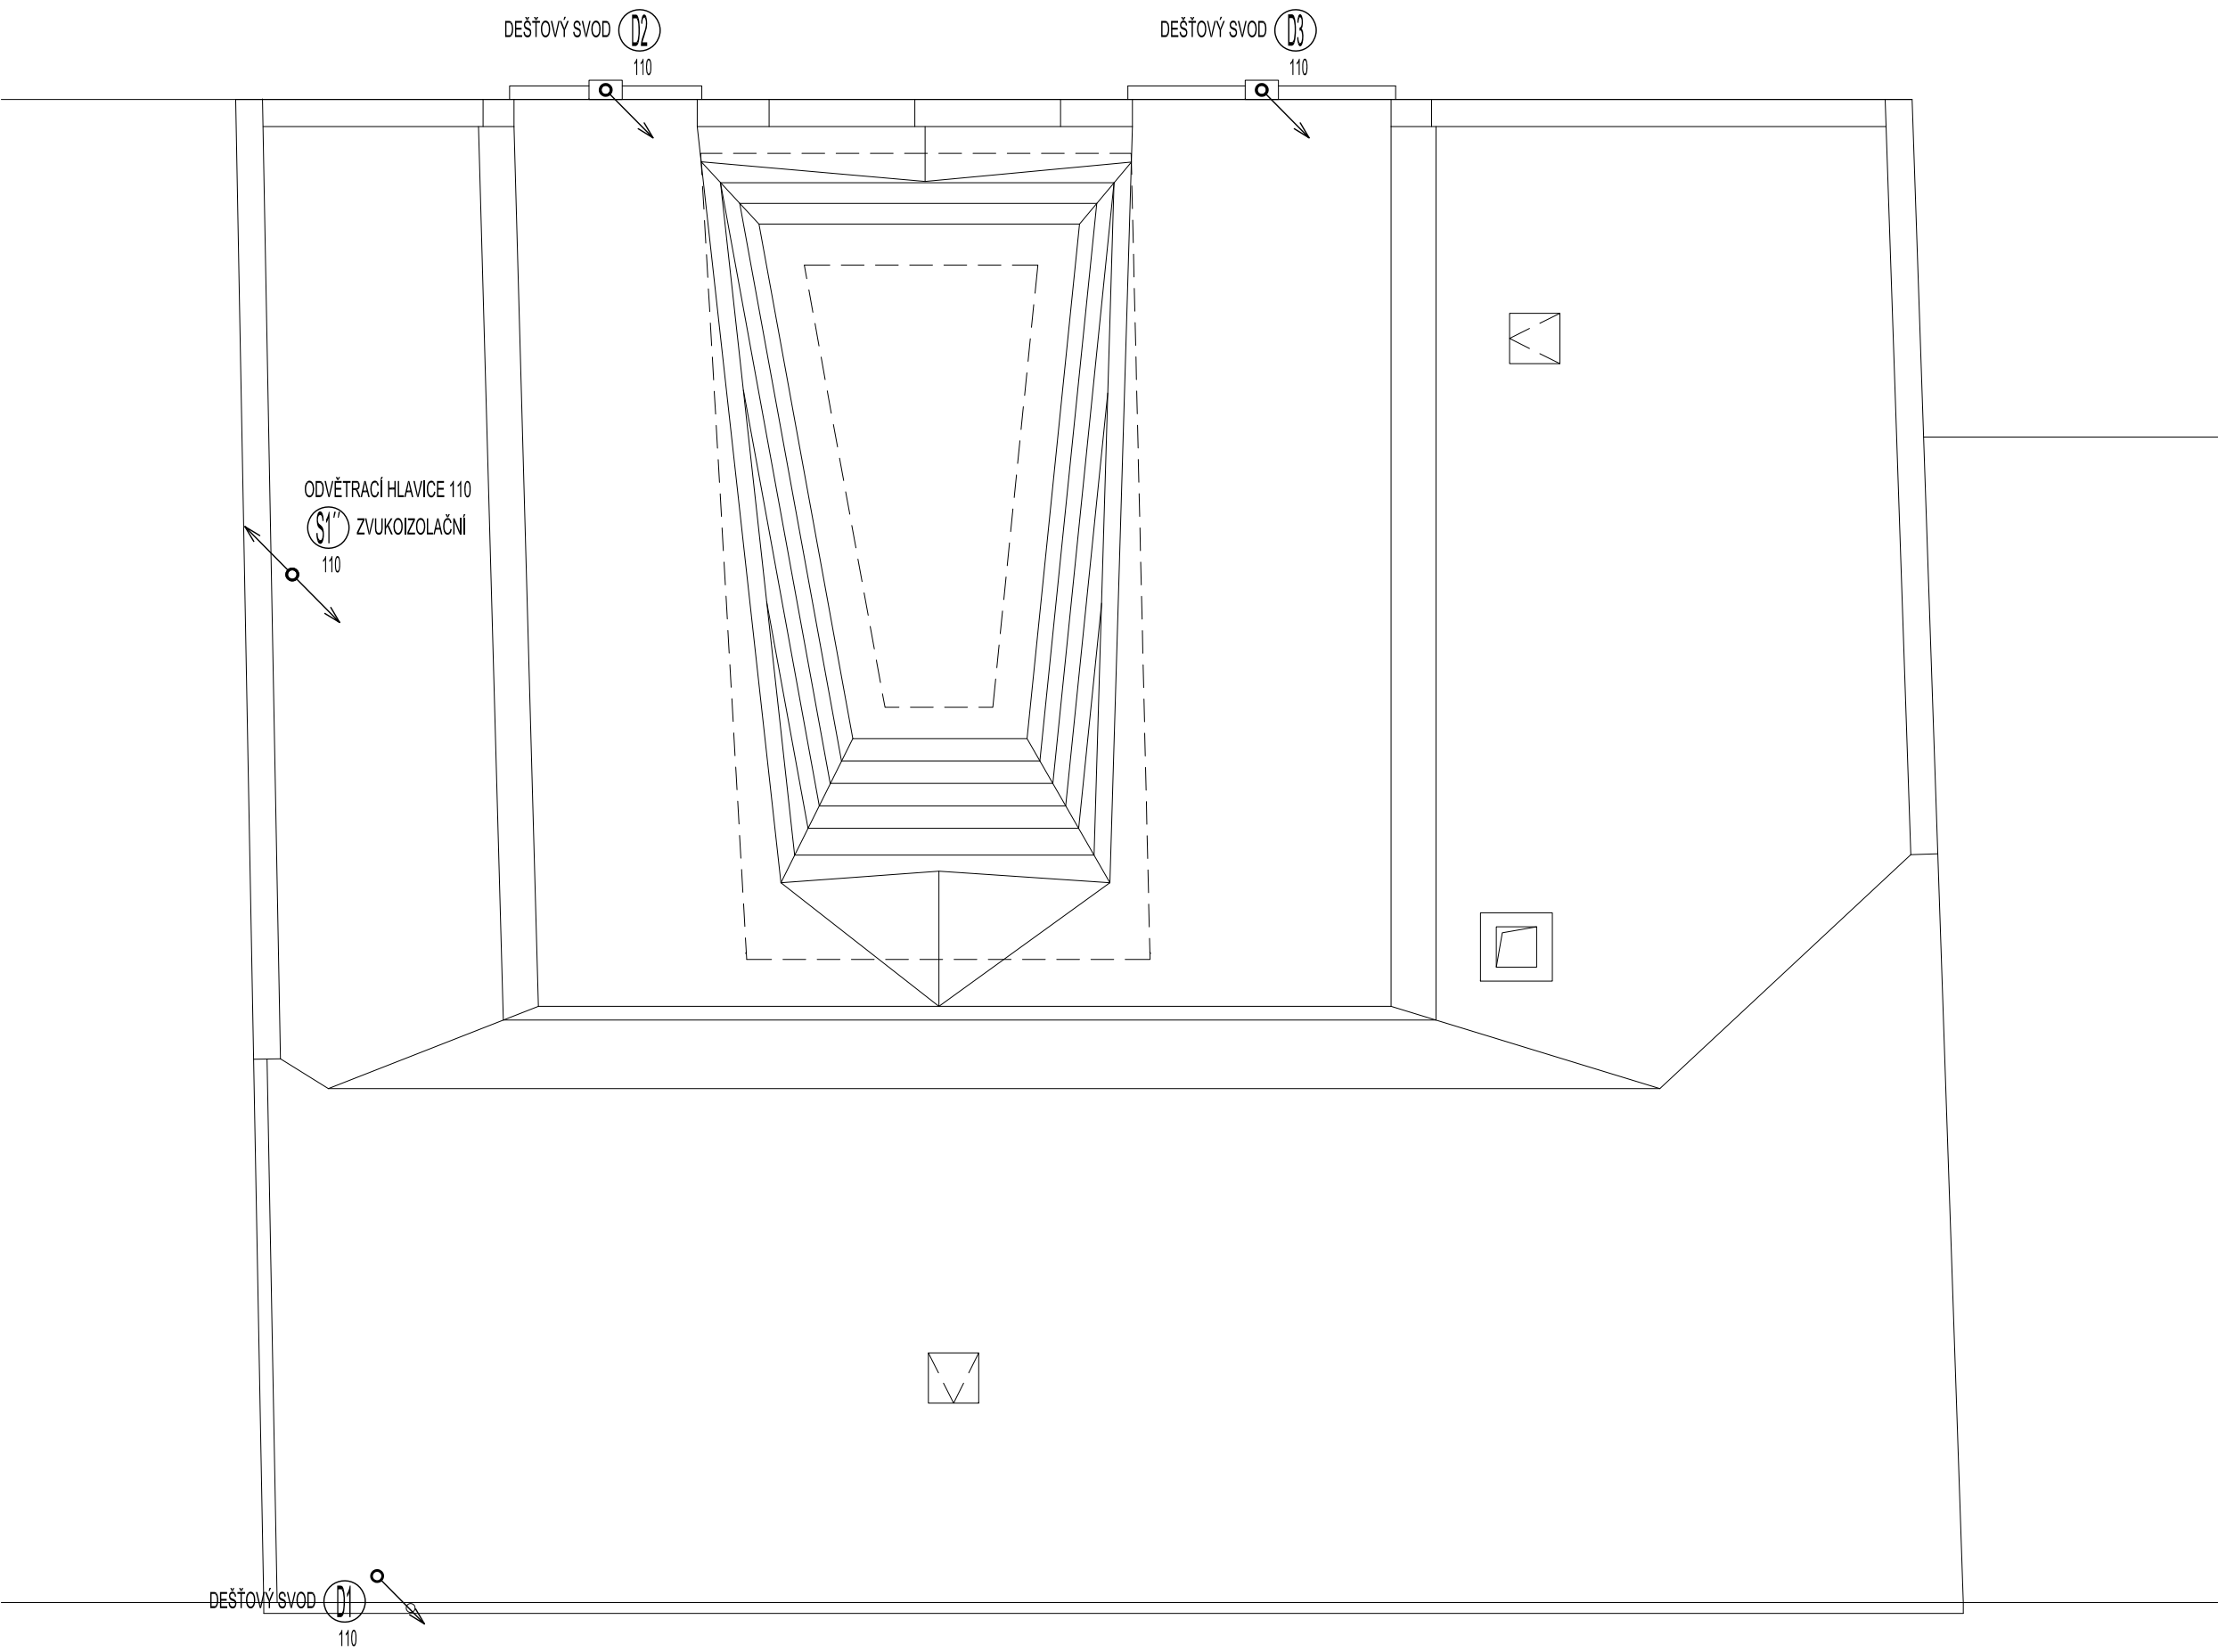 DEŠŤOVÝ SVOD D2
110
DEŠŤOVÝ SVOD D3
110
ODVĚTRACÍ HLAVICE 110
S1'' ZVUKOIZOLAČNÍ
110
DEŠŤOVÝ SVOD D1
110